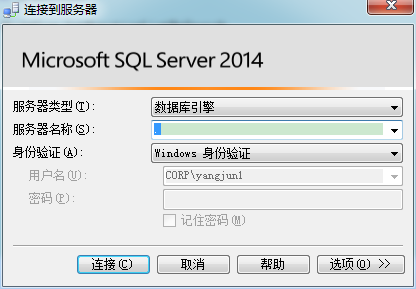 连接到服务器
Microsoft SQL Server 2014
服务器类型(T): 数据库引擎
服务器名称(S): .
身份验证(A): Windows 身份验证
用户名(U): CORP\yangjun1
密码(P):
记住密码(M)
连接(C) 取消 帮助 选项(O) >>